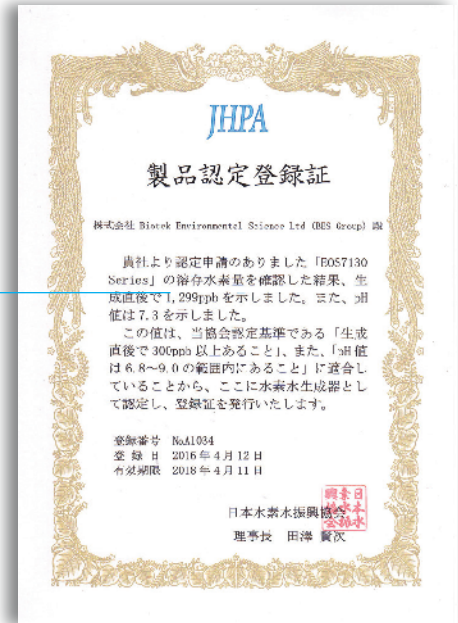 JHPA
製品認定登録証
株式会社 Biotek Environmental Science Ltd (BES Group) 殿
貴社より認定申請のありました「EOS7130
Series」の溶存水素量を確認した結果、生
成直後で1,299ppbを示しました。また、pH
値は7.3を示しました。
この値は、当協会認定基準である「生成
直後で300ppb以上あること」、また、「pH値
は6.8〜9.0の範囲内にあること」に適合し
ていることから、ここに水素水生成器とし
て認定し、登録証を発行いたします。
登録番号 No.A1034
登録日 2016年4月12日
有効期限 2018年4月11日
日本水素水振興協会
理事長 田澤 賢次